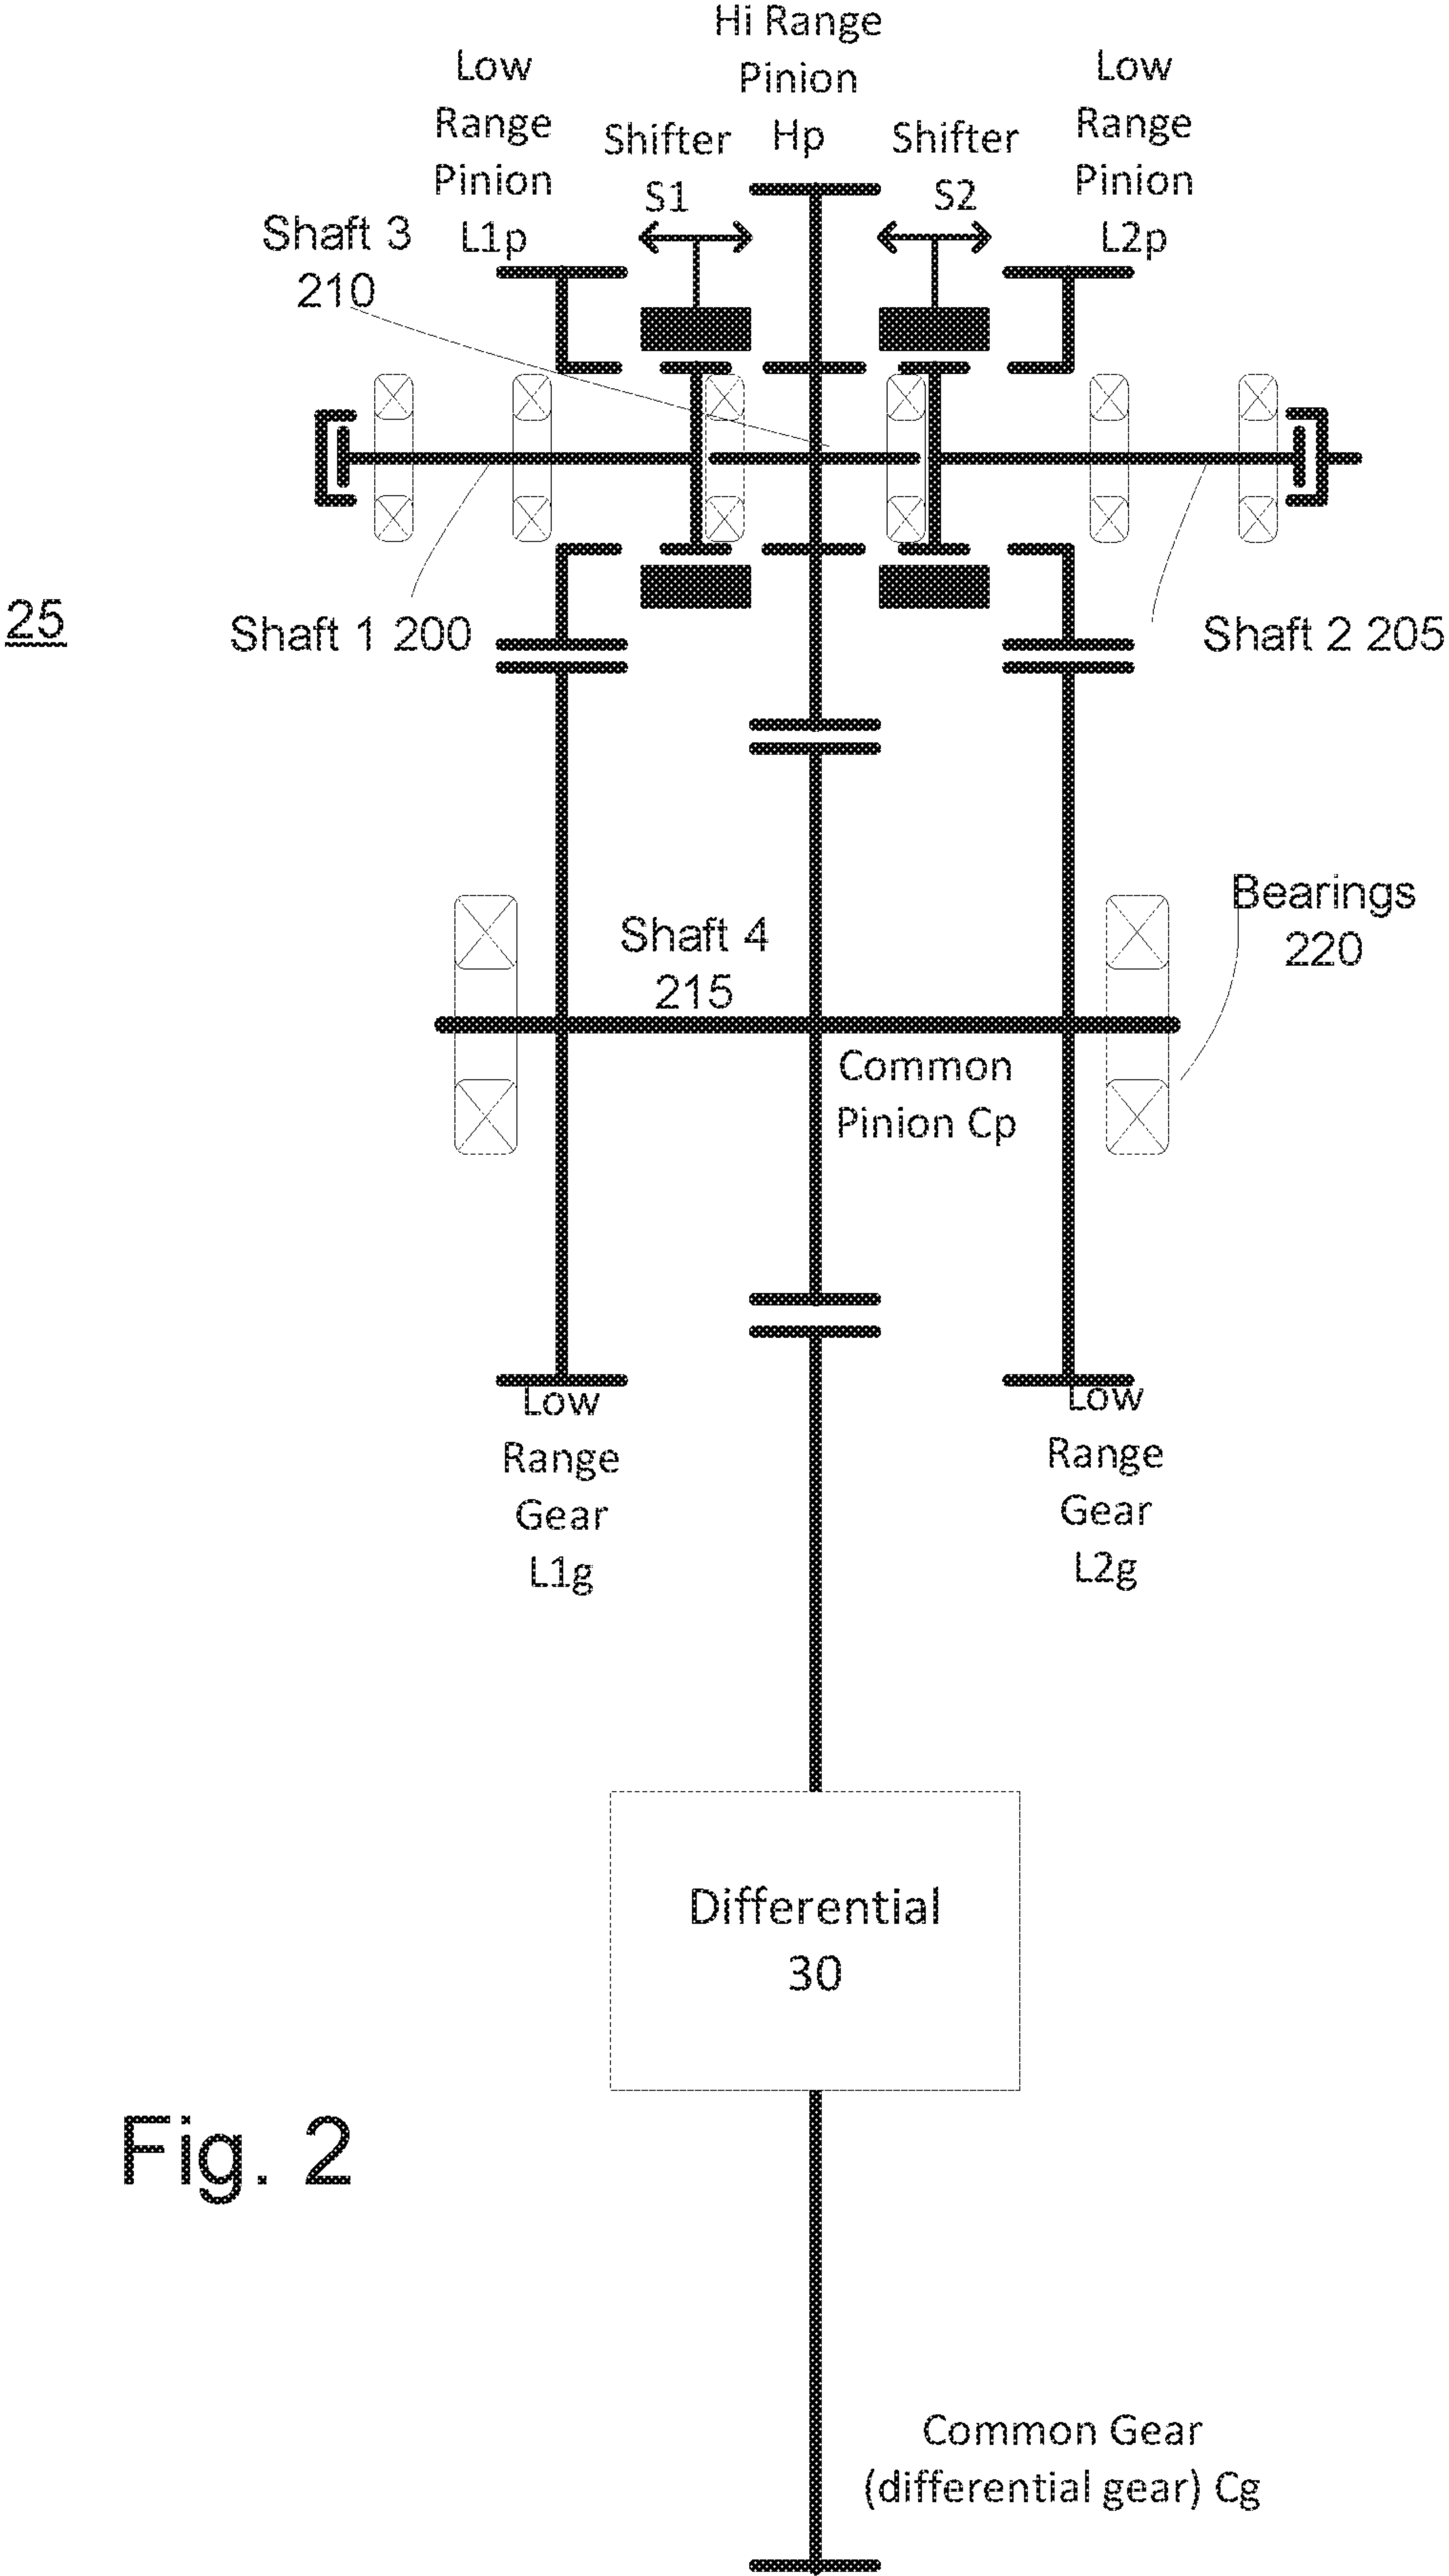 Hi Range
Pinion
Hp
Low
Range
Pinion
L1p
Shifter
S1
Shifter
S2
Low
Range
Pinion
L2p
Shaft 3
210
25
Shaft 1 200
Shaft 2 205
Bearings
220
Shaft 4
215
Common
Pinion Cp
Low
Range
Gear
L1g
Low
Range
Gear
L2g
Differential
30
Fig. 2
Common Gear
(differential gear) Cg